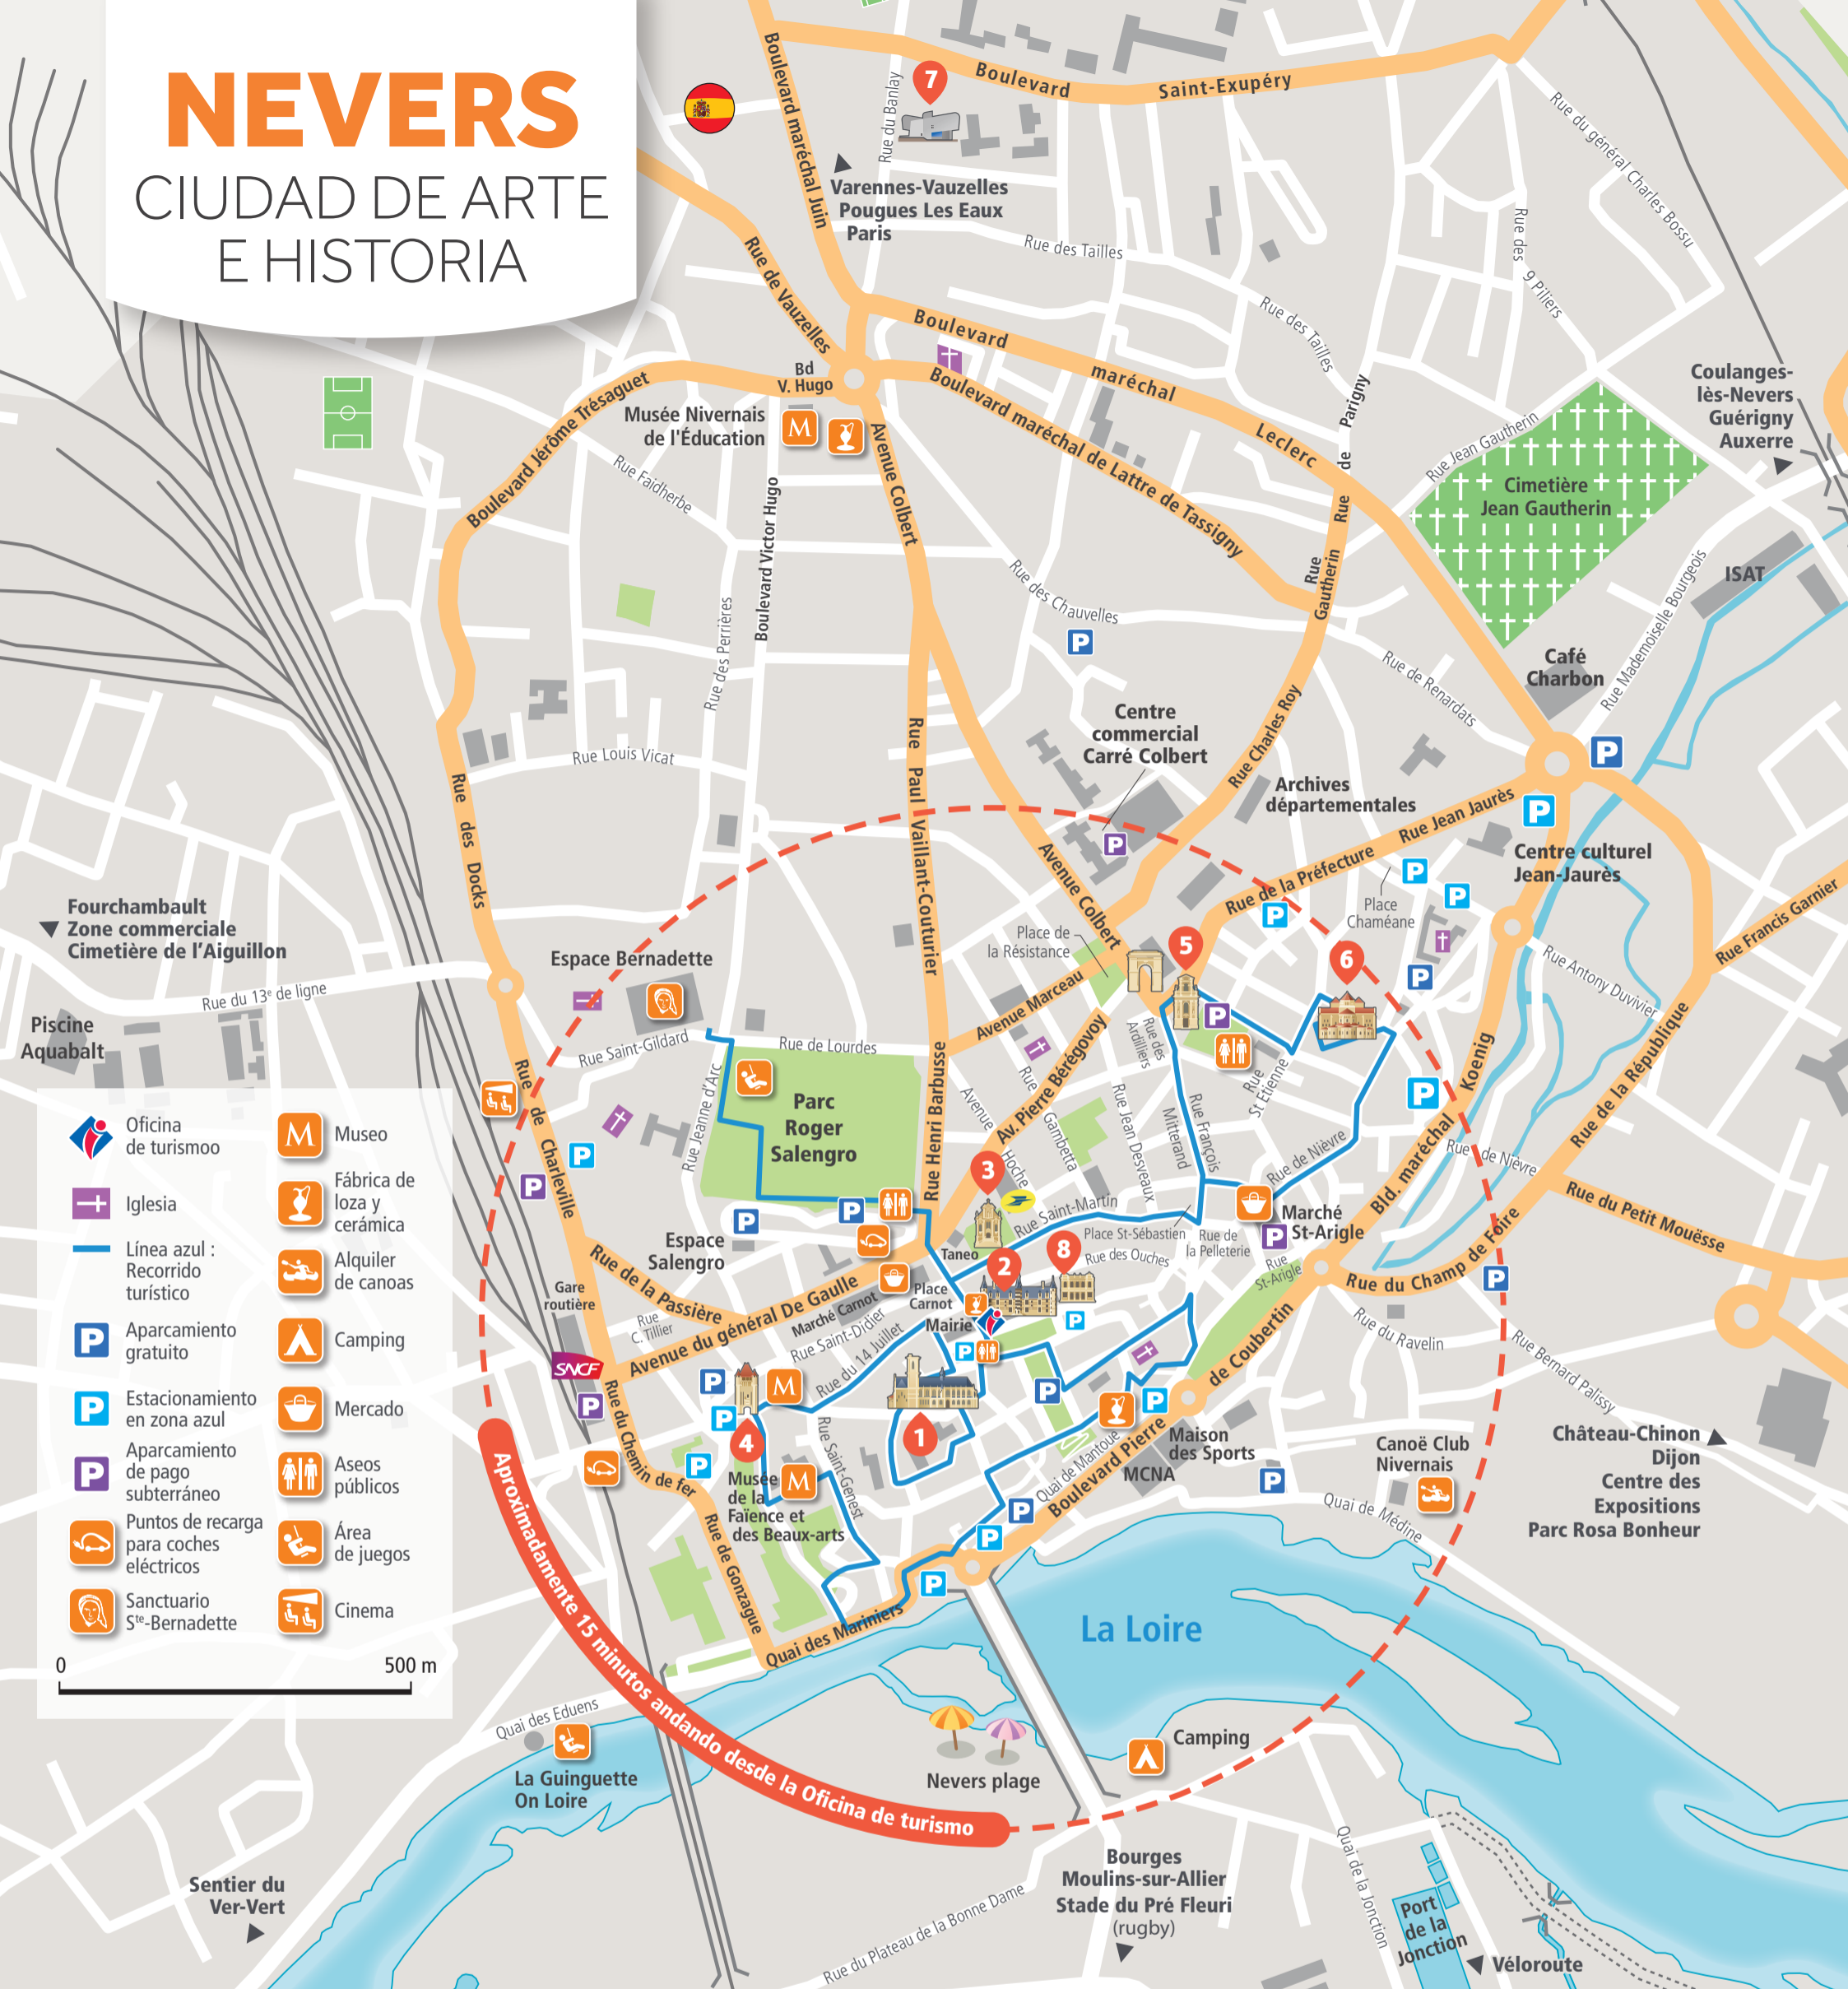 NEVERS
CIUDAD DE ARTE
E HISTORIA
Boulevard maréchal Juin
7
Boulevard
Saint-Exupéry
Rue du Banlay
Varennes-Vauzelles
Pougues Les Eaux
Paris
Rue des Tailles
Rue du général Charles Bossu
Rue des
9 Piliers
Rue de Vauzelles
Rue des Tailles
Boulevard
maréchal
Leclerc
Bd
V. Hugo
Boulevard Jérôme Trésaguet
Musée Nivernais
de l'Éducation
M
Boulevard maréchal de Lattre de Tassigny
Rue
de
Parigny
Rue Jean Gautherin
Coulanges-
lès-Nevers
Guérigny
Auxerre
Cimetière
Jean Gautherin
Rue Faidherbe
Avenue Colbert
Boulevard Victor Hugo
Rue
Gautherin
ISAT
Rue des Chauvelles
P
Rue des Perrières
Rue Mademoiselle Bourgeois
Café
Charbon
Rue de Renardats
Rue Louis Vicat
Centre
commercial
Carré Colbert
Rue Charles Roy
P
Archives
départementales
Rue
des
Docks
Rue
Paul
Vaillant-Couturier
P
Rue Jean Jaurès
P
Centre culturel
Jean-Jaurès
Avenue Colbert
Rue de la Préfecture
P
P
P
Place
Chaméane
Rue Francis Garnier
Fourchambault
Zone commerciale
Cimetière de l'Aiguillon
Place de
la Résistance
5
6
P
Espace Bernadette
Rue Antony Duvivier
Rue du 13e de ligne
Piscine
Aquabalt
Avenue Marceau
P
Rue Saint-Gildard
Rue de Lourdes
Rue des
Ardilliers
Rue
St Etienne
Koenig
Rue
de
Charleville
Rue Jeanne d'Arc
Parc
Roger
Salengro
Rue Henri Barbusse
Avenue
Hoche
Av. Pierre Bérégovoy
Rue
Gambetta
Rue Jean Desveaux
Rue François
Mitterand
P
Rue de la République
Bld. maréchal
Rue de Nièvre
Rue
de Nièvre
P
P
3
Rue du Petit Mouësse
Oficina
de turismoo
M
Museo
Iglesia
Fábrica de
loza y
cerámica
Línea azul :
Recorrido
turístico
Alquiler
de canoas
P
Aparcamiento
gratuito
Camping
P
Estacionamiento
en zona azul
Mercado
P
Aparcamiento
de pago
subterráneo
Aseos
públicos
Puntos de recarga
para coches
eléctricos
Área
de juegos
Sanctuario
Ste-Bernadette
Cinema
0
500 m
P
P
Espace
Salengro
Taneo
Rue Saint-Martin
Place St-Sébastien
Rue de
la Pelleterie
Marché
St-Arigle
P
8
2
Rue des Ouches
Rue
St-Arigle
Rue du Champ de Foire
P
Rue de la Passière
Gare
routière
Rue
C. Tillier
Avenue du général De Gaulle
Marché Carnot
Place
Carnot
Mairie
P
P
Rue Saint-Didier
Rue du 14 Juillet
SNCF
P
P
M
P
4
1
P
P
P
de Coubertin
Rue du Ravelin
Rue Bernard Palissy
Rue du Chemin de fer
Rue Saint-Genest
Musée
de la
Faïence et
des Beaux-arts
M
Quai de Mantoue
Boulevard Pierre
Maison
des Sports
MCNA
P
P
P
P
Canoë Club
Nivernais
Château-Chinon
Dijon
Centre des
Expositions
Parc Rosa Bonheur
Quai de Médine
Rue de Gonzague
Quai des Mariniers
La Loire
Aproximadamente 15 minutos andando desde la Oficina de turismo
Quai des Eduens
La Guinguette
On Loire
Nevers plage
Camping
Sentier du
Ver-Vert
Bourges
Moulins-sur-Allier
Stade du Pré Fleuri
(rugby)
Rue du Plateau de la Bonne Dame
Quai de la Jonction
Port
de la
Jonction
Véloroute